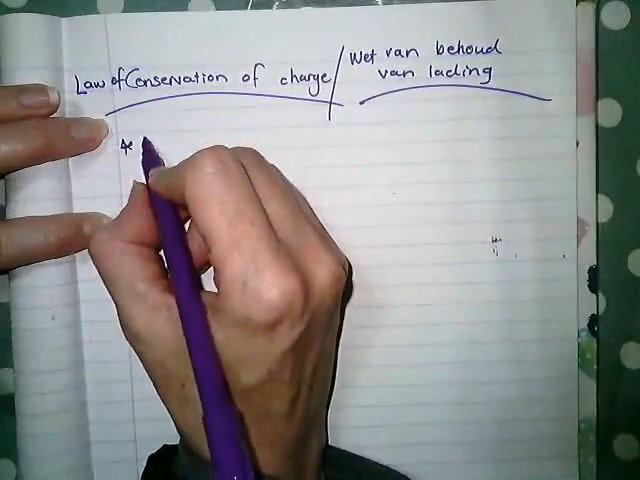 Law of Conservation of charge / Wet van behoud
van lading